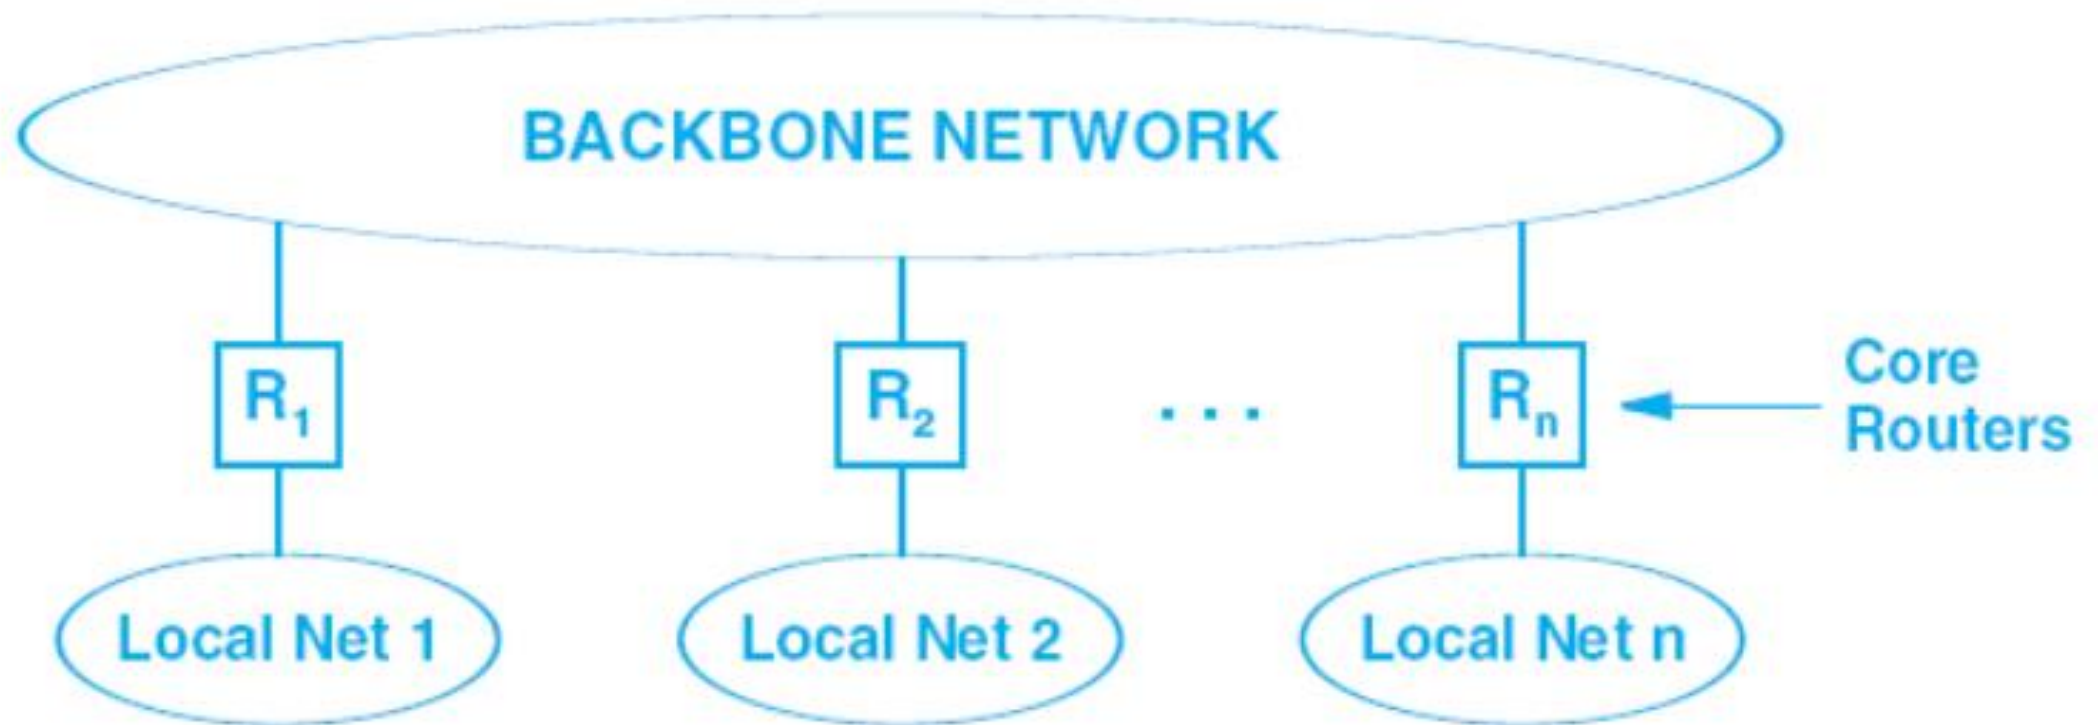 BACKBONE NETWORK
R₁
R₂
. . .
Rₙ
Core
Routers
Local Net 1
Local Net 2
Local Net n